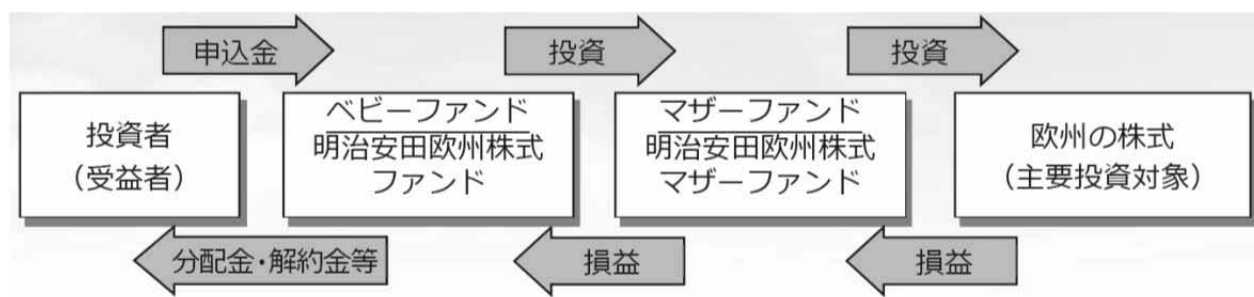 申込金
投資
投資
投資者
(受益者)
ベビーファンド
明治安田欧州株式
ファンド
マザーファンド
明治安田欧州株式
マザーファンド
欧州の株式
(主要投資対象)
分配金・解約金等
損益
損益